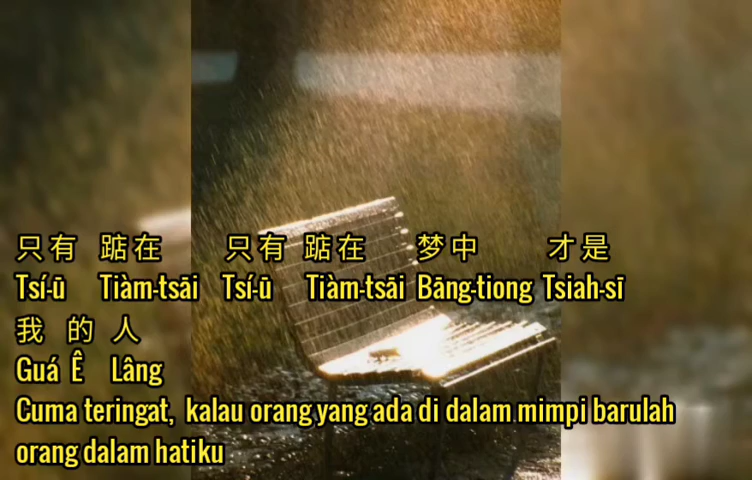 只有 踮在 只有 踮在 梦中 才是
Tsí-ū Tiàm-tsāi Tsí-ū Tiàm-tsāi Bāng-tiong Tsiah-sī
我 的 人
Guá Ê Lâng
Cuma teringat, kalau orang yang ada di dalam mimpi barulah
orang dalam hatiku